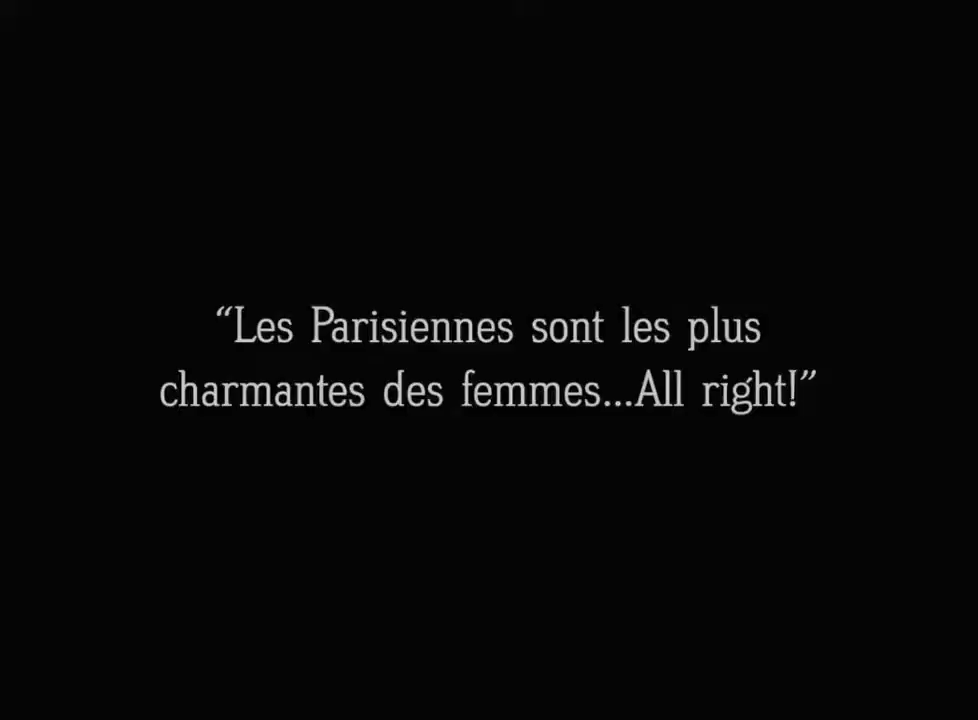 “Les Parisiennes sont les plus
charmantes des femmes...All right!”